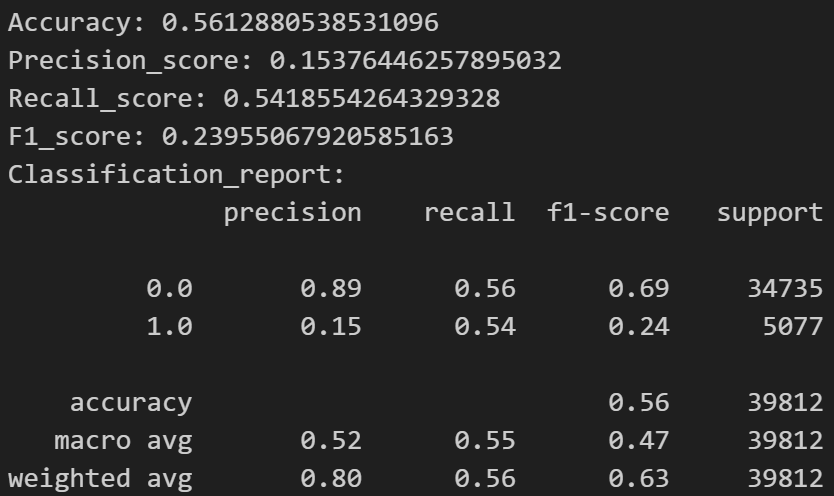 Accuracy: 0.5612880538531096
Precision_score: 0.15376446257895032
Recall_score: 0.5418554264329328
F1_score: 0.23955067920585163
Classification_report:
precision recall f1-score support
0.0 0.89 0.56 0.69 34735
1.0 0.15 0.54 0.24 5077
accuracy 0.56 39812
macro avg 0.52 0.55 0.47 39812
weighted avg 0.80 0.56 0.63 39812